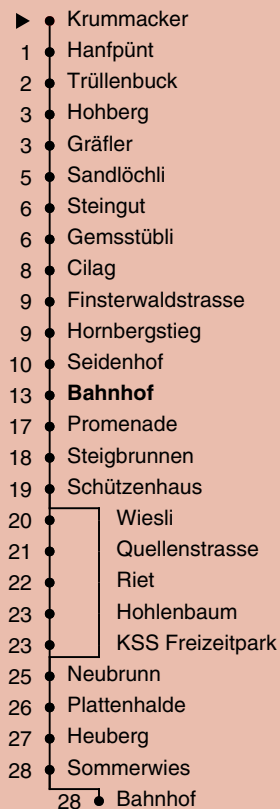 Krummacker
1 Hanfpünt
2 Trüllenbuck
3 Hohberg
3 Gräfler
5 Sandlöchli
6 Steingut
6 Gemsstübli
8 Cilag
9 Finsterwaldstrasse
9 Hornbergstieg
10 Seidenhof
13 Bahnhof
17 Promenade
18 Steigbrunnen
19 Schützenhaus
20 Wiesli
21 Quellenstrasse
22 Riet
23 Hohlenbaum
23 KSS Freizeitpark
25 Neubrunn
26 Plattenhalde
27 Heuberg
28 Sommerwies
28 Bahnhof